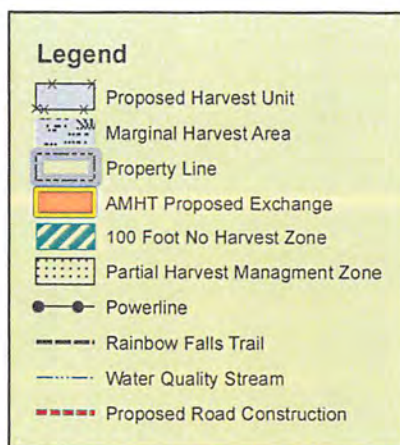 Legend
Proposed Harvest Unit
Marginal Harvest Area
Property Line
AMHT Proposed Exchange
100 Foot No Harvest Zone
Partial Harvest Managment Zone
Powerline
Rainbow Falls Trail
Water Quality Stream
Proposed Road Construction